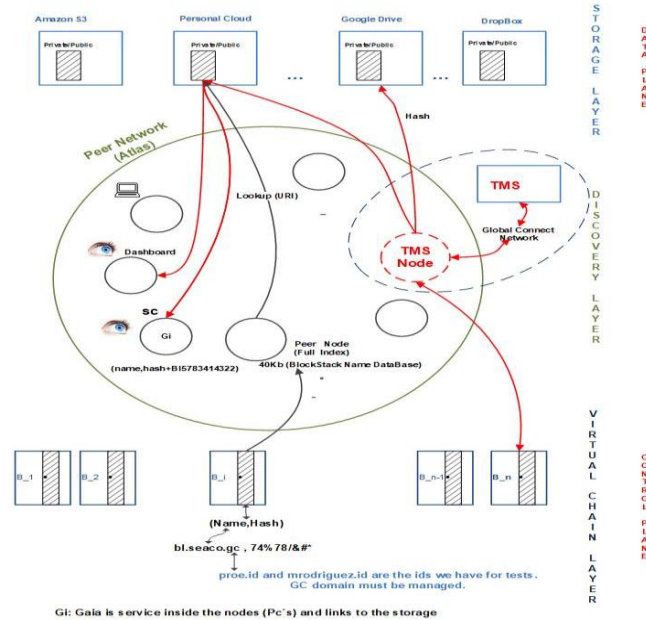 Amazon S3
Personal Cloud
Google Drive
DropBox
Private/Public
Private/Public
Private/Public
Private/Public
...
...
STORAGE LAYER
DATA PLANE
Hash
Peer Network
(Atlas)
Lookup (URI)
TMS
Global Connect
Network
TMS
Node
DISCOVERY LAYER
Dashboard
SC
Gi
(name,hash+BI5783414322)
Peer Node
(Full Index)
40Kb (BlockStack Name DataBase)
B_1
B_2
B_i
B_n-1
B_n
VIRTUAL CHAIN LAYER
CONTROL PLANE
(Name,Hash)
bl.seaco.gc , 74%78/&#*
proe.id and mrodriguez.id are the ids we have for tests.
GC domain must be managed.
Gi: Gaia is service inside the nodes (Pc´s) and links to the storage